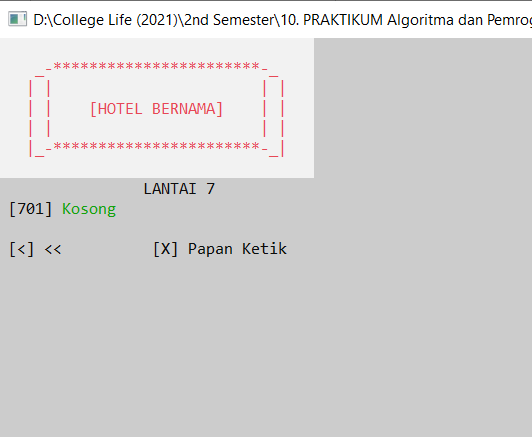 D:\College Life (2021)\2nd Semester\10. PRAKTIKUM Algoritma dan Pemrog
_-***********************-_
| |                       | |
| |    [HOTEL BERNAMA]    | |
| |                       | |
|_-***********************-_|
LANTAI 7
[701] Kosong
[<] <<          [X] Papan Ketik